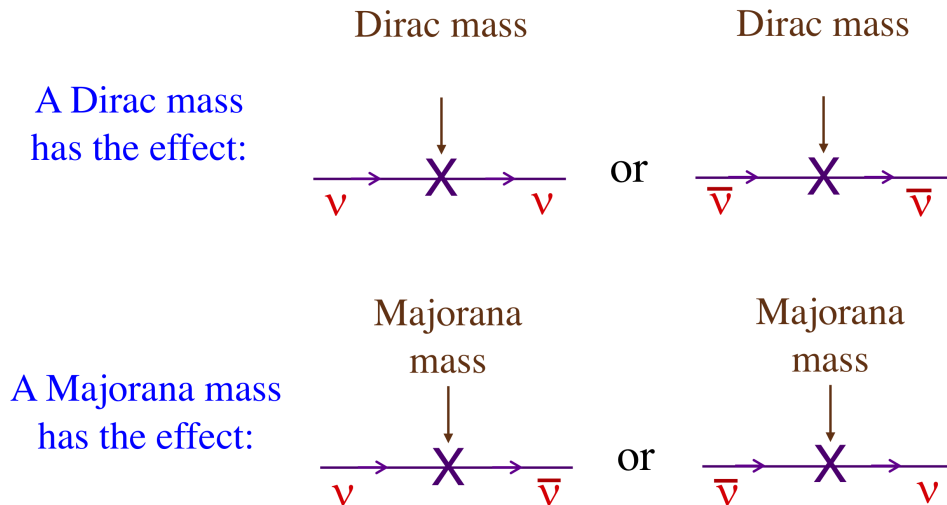 Dirac mass
Dirac mass
A Dirac mass
has the effect:
X
or
X
ν
ν
ν̅
ν̅
Majorana
mass
Majorana
mass
A Majorana mass
has the effect:
X
or
X
ν
ν̅
ν̅
ν